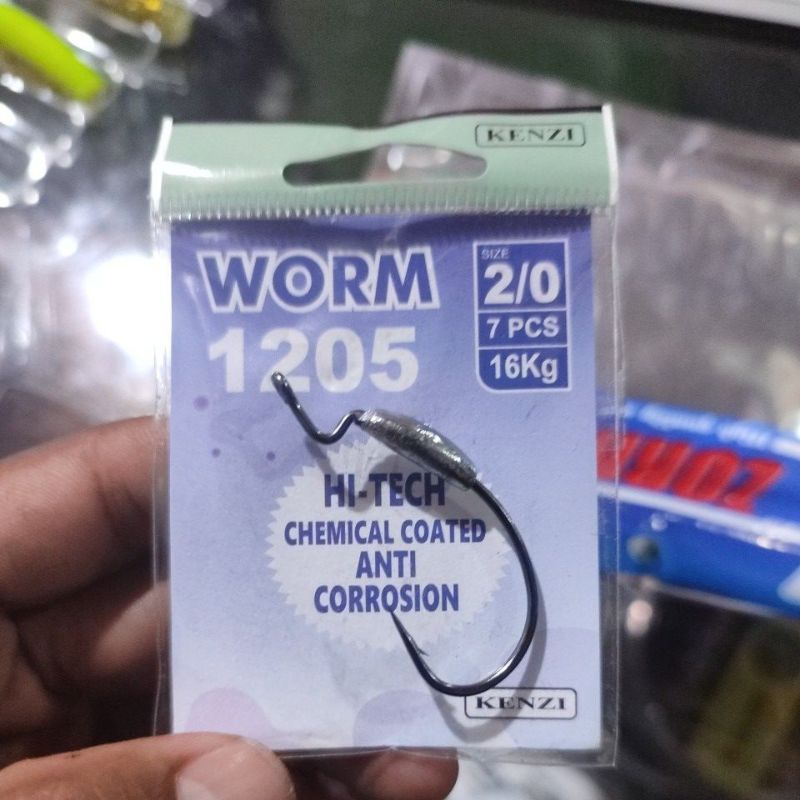 KENZI
WORM
1205
SIZE
2/0
7 PCS
16Kg
HI-TECH
CHEMICAL COATED
ANTI
CORROSION
KENZI